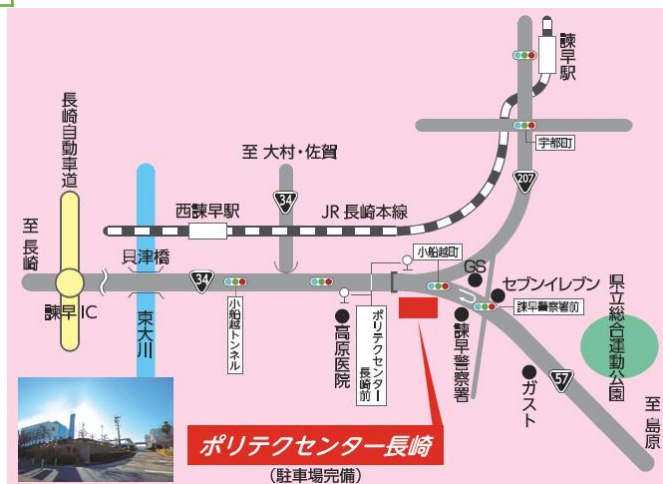 諫早駅
長崎自動車道
宇都町
至 大村・佐賀
34
207
西諫早駅
JR 長崎本線
至 長崎
貝津橋
小船越町
GS
セブンイレブン
諫早警察署前
県立総合運動公園
34
諫早IC
東大川
小船越トンネル
高原医院
ポリテクセンター
長崎前
諫早警察署
ガスト
57
至 島原
ポリテクセンター長崎
(駐車場完備)